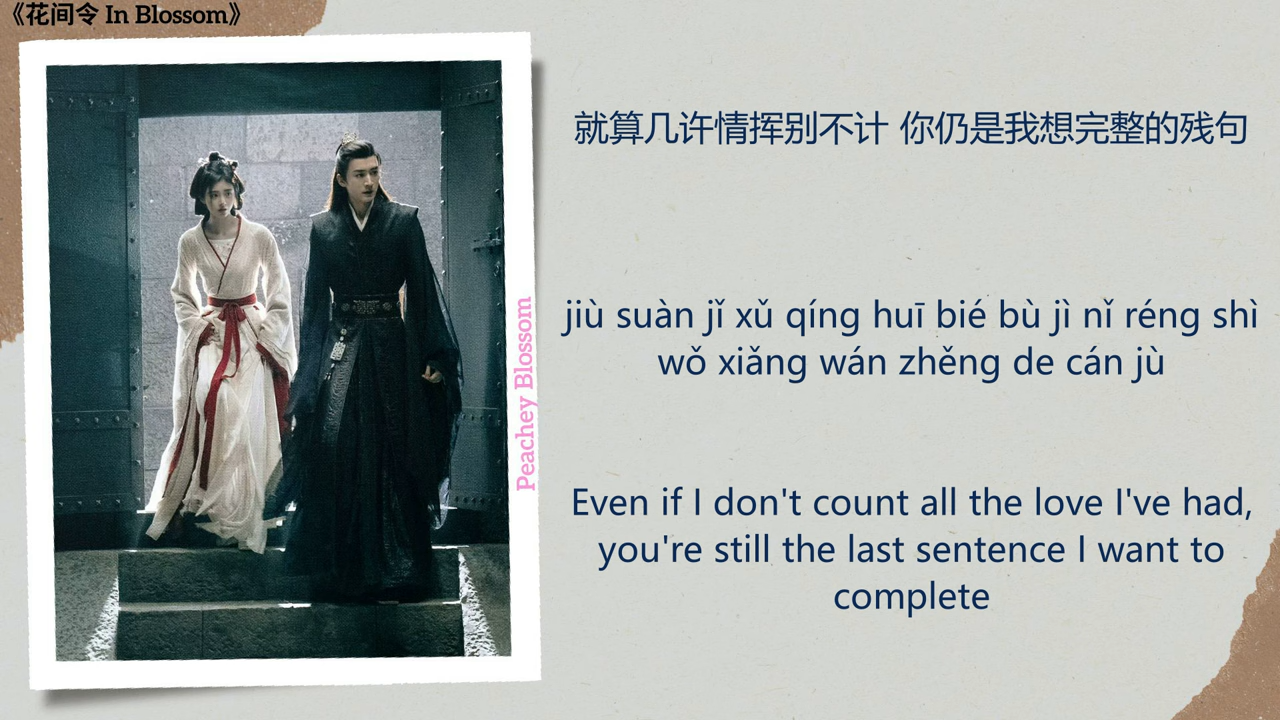 《花间令 In Blossom》
就算几许情挥别不计 你仍是我想完整的残句
jiù suàn jǐ xǔ qíng huī bié bù jì nǐ réng shì
wǒ xiǎng wán zhěng de cán jù
Even if I don't count all the love I've had,
you're still the last sentence I want to
complete
Peachey Blossom